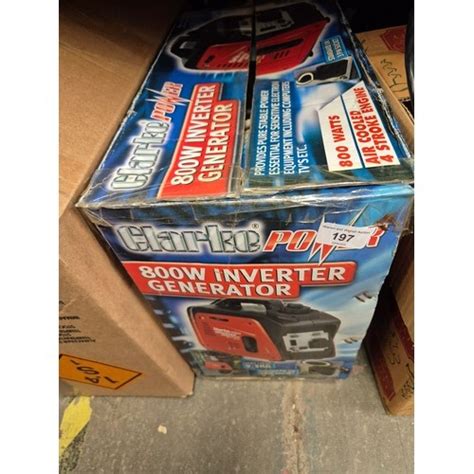 Clarke POWER
800W INVERTER
GENERATOR
PROVIDES PURE STABLE POWER
ESSENTIAL FOR SENSITIVE ELECTRON
EQUIPMENT INCLUDING COMPUTERS
TV'S ETC.
800 WATTS
AIR COOLED
4 STROKE ENGINE
Clarke POWER
197
800W iNVERTER
GENERATOR